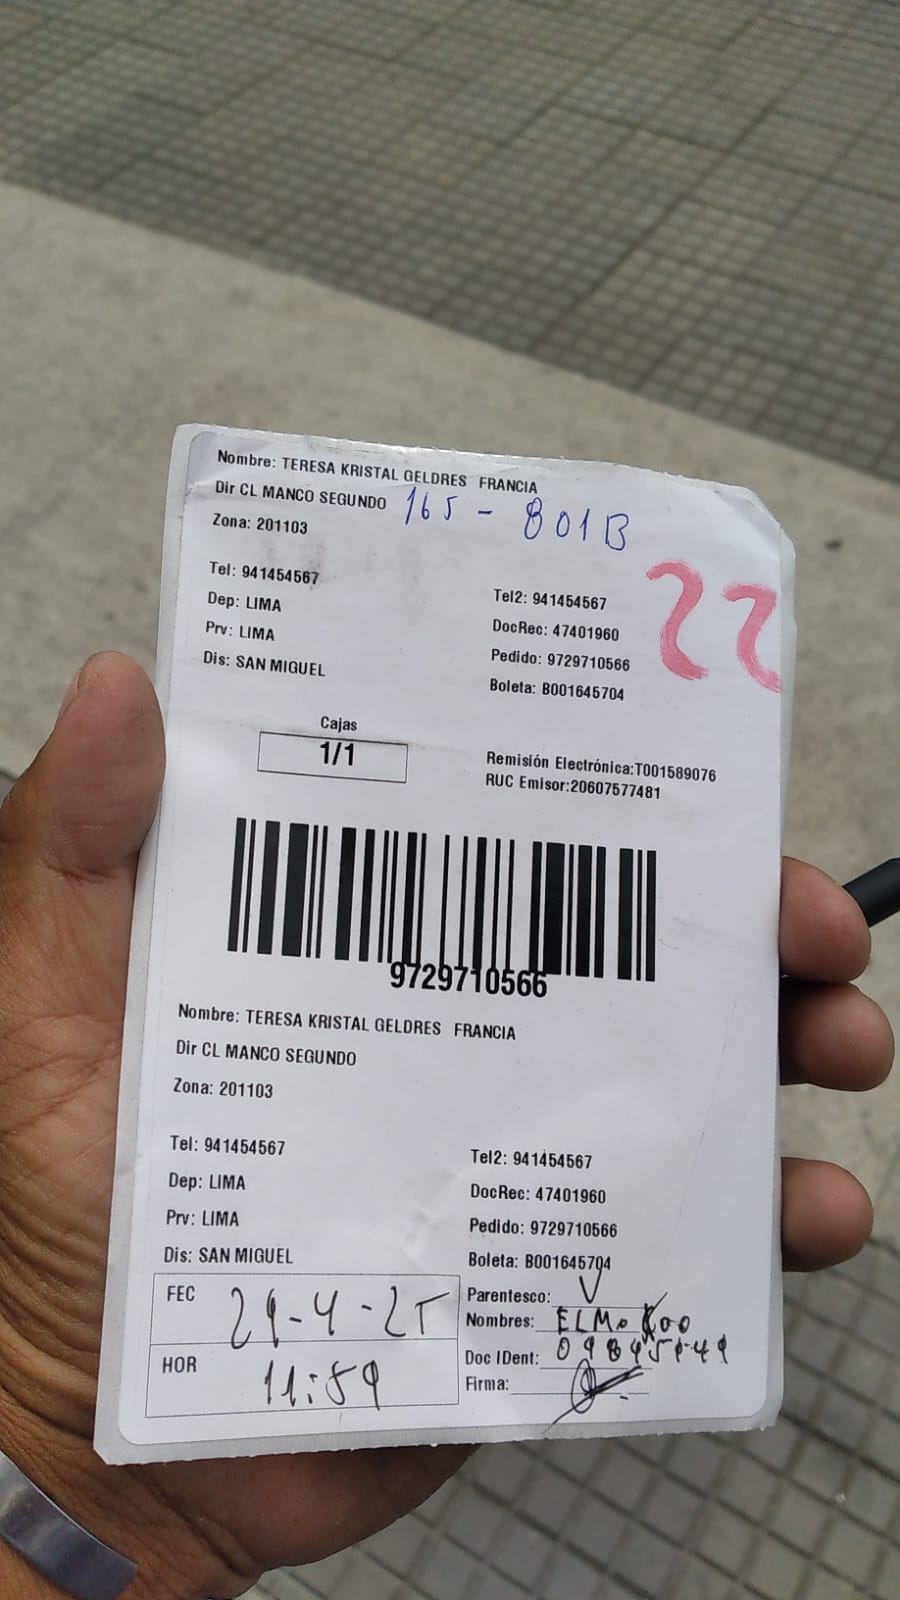 Nombre: TERESA KRISTAL GELDRES FRANCIA
Dir CL MANCO SEGUNDO 165 - 801B
Zona: 201103
22
Tel: 941454567
Dep: LIMA
Prv: LIMA
Dis: SAN MIGUEL
Tel2: 941454567
DocRec: 47401960
Pedido: 9729710566
Boleta: B001645704
Cajas
1/1
Remisión Electrónica:T001589076
RUC Emisor:20607577481
9729710566
Nombre: TERESA KRISTAL GELDRES FRANCIA
Dir CL MANCO SEGUNDO
Zona: 201103
Tel: 941454567
Dep: LIMA
Prv: LIMA
Dis: SAN MIGUEL
Tel2: 941454567
DocRec: 47401960
Pedido: 9729710566
Boleta: B001645704
FEC
HOR 11:59
Parentesco:
Nombres: ELMO
Doc IDent:
Firma: